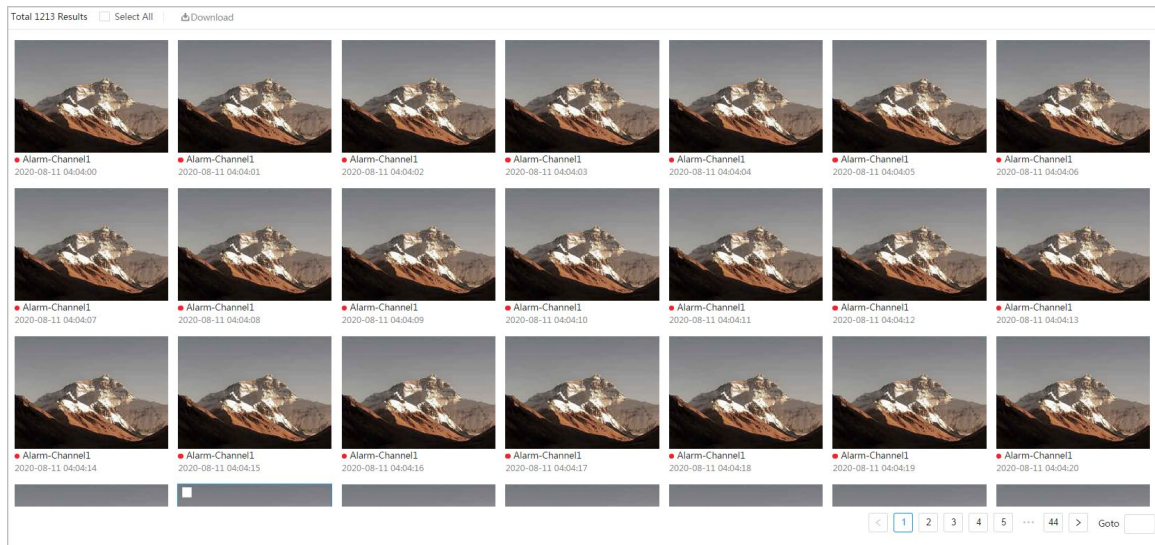 Total 1213 Results Select All Download
Alarm-Channel1 Alarm-Channel1 Alarm-Channel1 Alarm-Channel1 Alarm-Channel1 Alarm-Channel1 Alarm-Channel1
2020-08-11 04:04:00 2020-08-11 04:04:01 2020-08-11 04:04:02 2020-08-11 04:04:03 2020-08-11 04:04:04 2020-08-11 04:04:05 2020-08-11 04:04:06
Alarm-Channel1 Alarm-Channel1 Alarm-Channel1 Alarm-Channel1 Alarm-Channel1 Alarm-Channel1 Alarm-Channel1
2020-08-11 04:04:07 2020-08-11 04:04:08 2020-08-11 04:04:09 2020-08-11 04:04:10 2020-08-11 04:04:11 2020-08-11 04:04:12 2020-08-11 04:04:13
Alarm-Channel1 Alarm-Channel1 Alarm-Channel1 Alarm-Channel1 Alarm-Channel1 Alarm-Channel1 Alarm-Channel1
2020-08-11 04:04:14 2020-08-11 04:04:15 2020-08-11 04:04:16 2020-08-11 04:04:17 2020-08-11 04:04:18 2020-08-11 04:04:19 2020-08-11 04:04:20
< 1 2 3 4 5 ··· 44 > Goto